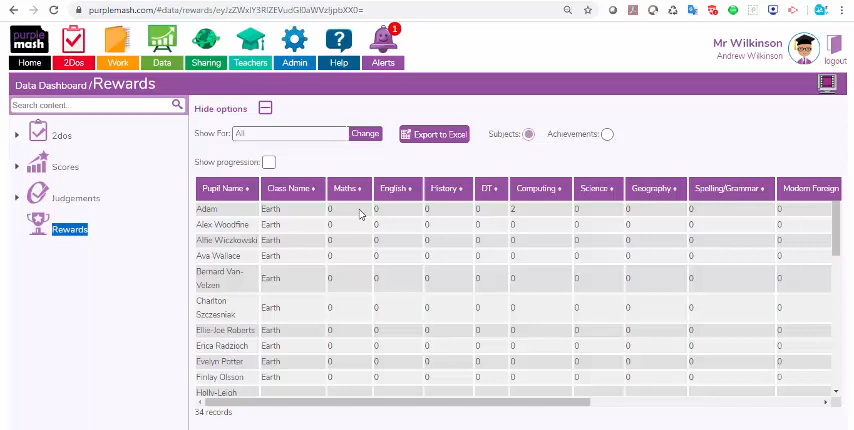 purplemash.com/#data/rewards/eyJzZWxlY3RlZEVudGl0aWVzIjpbXX0=
purple
mash
1
Home 2Dos Work Data Sharing Teachers Admin Help Alerts
Mr Wilkinson
Andrew Wilkinson
logout
Data Dashboard / Rewards
Search content...
2dos
Scores
Judgements
Rewards
Hide options
Show For: All Change Export to Excel Subjects: Achievements:
Show progression:
Pupil Name Class Name Maths English History DT Computing Science Geography Spelling/Grammar Modern Foreign
Adam Earth 0 0 0 0 2 0 0 0 0
Alex Woodfine Earth 0 0 0 0 0 0 0 0 0
Alfie Wiczkowski Earth 0 0 0 0 0 0 0 0 0
Ava Wallace Earth 0 0 0 0 0 0 0 0 0
Bernard Van-
Velzen Earth 0 0 0 0 0 0 0 0 0
Charlton
Szczesniak Earth 0 0 0 0 0 0 0 0 0
Ellie-Joe Roberts Earth 0 0 0 0 0 0 0 0 0
Erica Radzioch Earth 0 0 0 0 0 0 0 0 0
Evelyn Potter Earth 0 0 0 0 0 0 0 0 0
Finlay Olsson Earth 0 0 0 0 0 0 0 0 0
Holly-Leigh
34 records